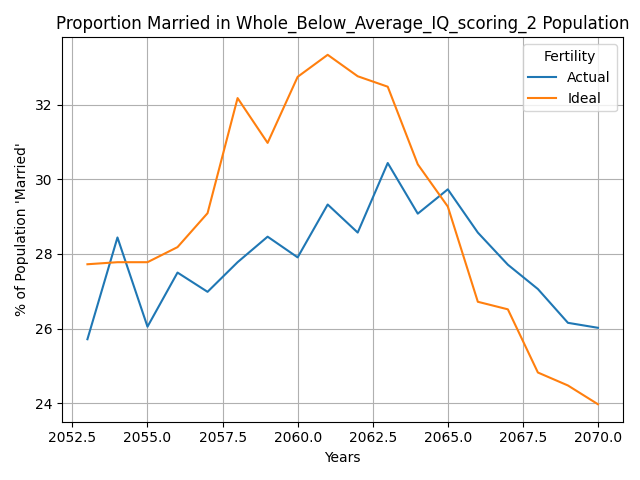 Proportion Married in Whole_Below_Average_IQ_scoring_2 Population
Fertility
Actual
Ideal
% of Population 'Married'
32
30
28
26
24
2052.5 2055.0 2057.5 2060.0 2062.5 2065.0 2067.5 2070.0
Years